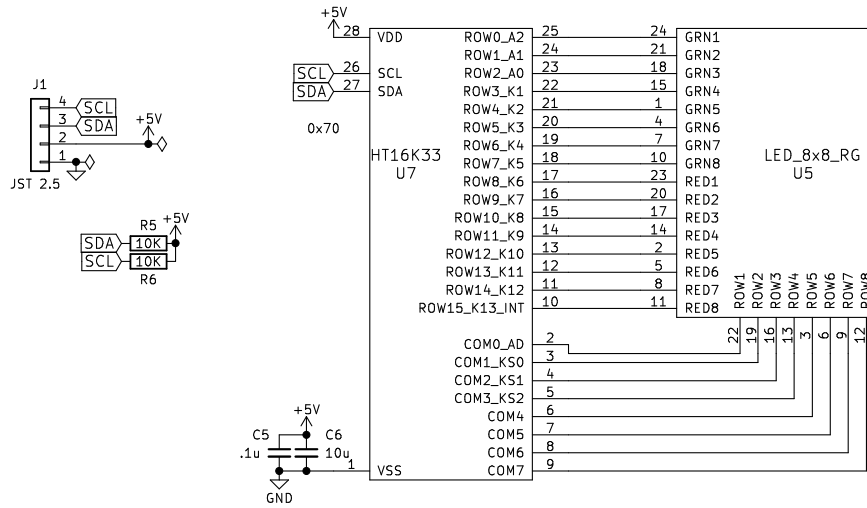 +5V
28 VDD ROW0_A2 25 24 GRN1
ROW1_A1 24 21 GRN2
SCL 26 SCL ROW2_A0 23 18 GRN3
SDA 27 SDA ROW3_K1 22 15 GRN4
J1
4 SCL ROW4_K2 21 1 GRN5
3 SDA +5V 0x70 ROW5_K3 20 4 GRN6
2 ROW6_K4 19 7 GRN7
1 HT16K33 ROW7_K5 18 10 GRN8 LED_8x8_RG
JST 2.5 U7 ROW8_K6 17 23 RED1 U5
ROW9_K7 16 20 RED2
R5 +5V ROW10_K8 15 17 RED3
SDA 10K ROW11_K9 14 14 RED4
SCL 10K ROW12_K10 13 2 RED5
R6 ROW13_K11 12 5 RED6
ROW14_K12 11 8 RED7
ROW15_K13_INT 10 11 RED8
ROW1 ROW2 ROW3 ROW4 ROW5 ROW6 ROW7 ROW8
22 19 16 13 3 6 9 12
COM0_AD 2
COM1_KS0 3
COM2_KS1 4
COM3_KS2 5
+5V COM4 6
C5 C6 COM5 7
.1u 10u COM6 8
1 VSS COM7 9
GND